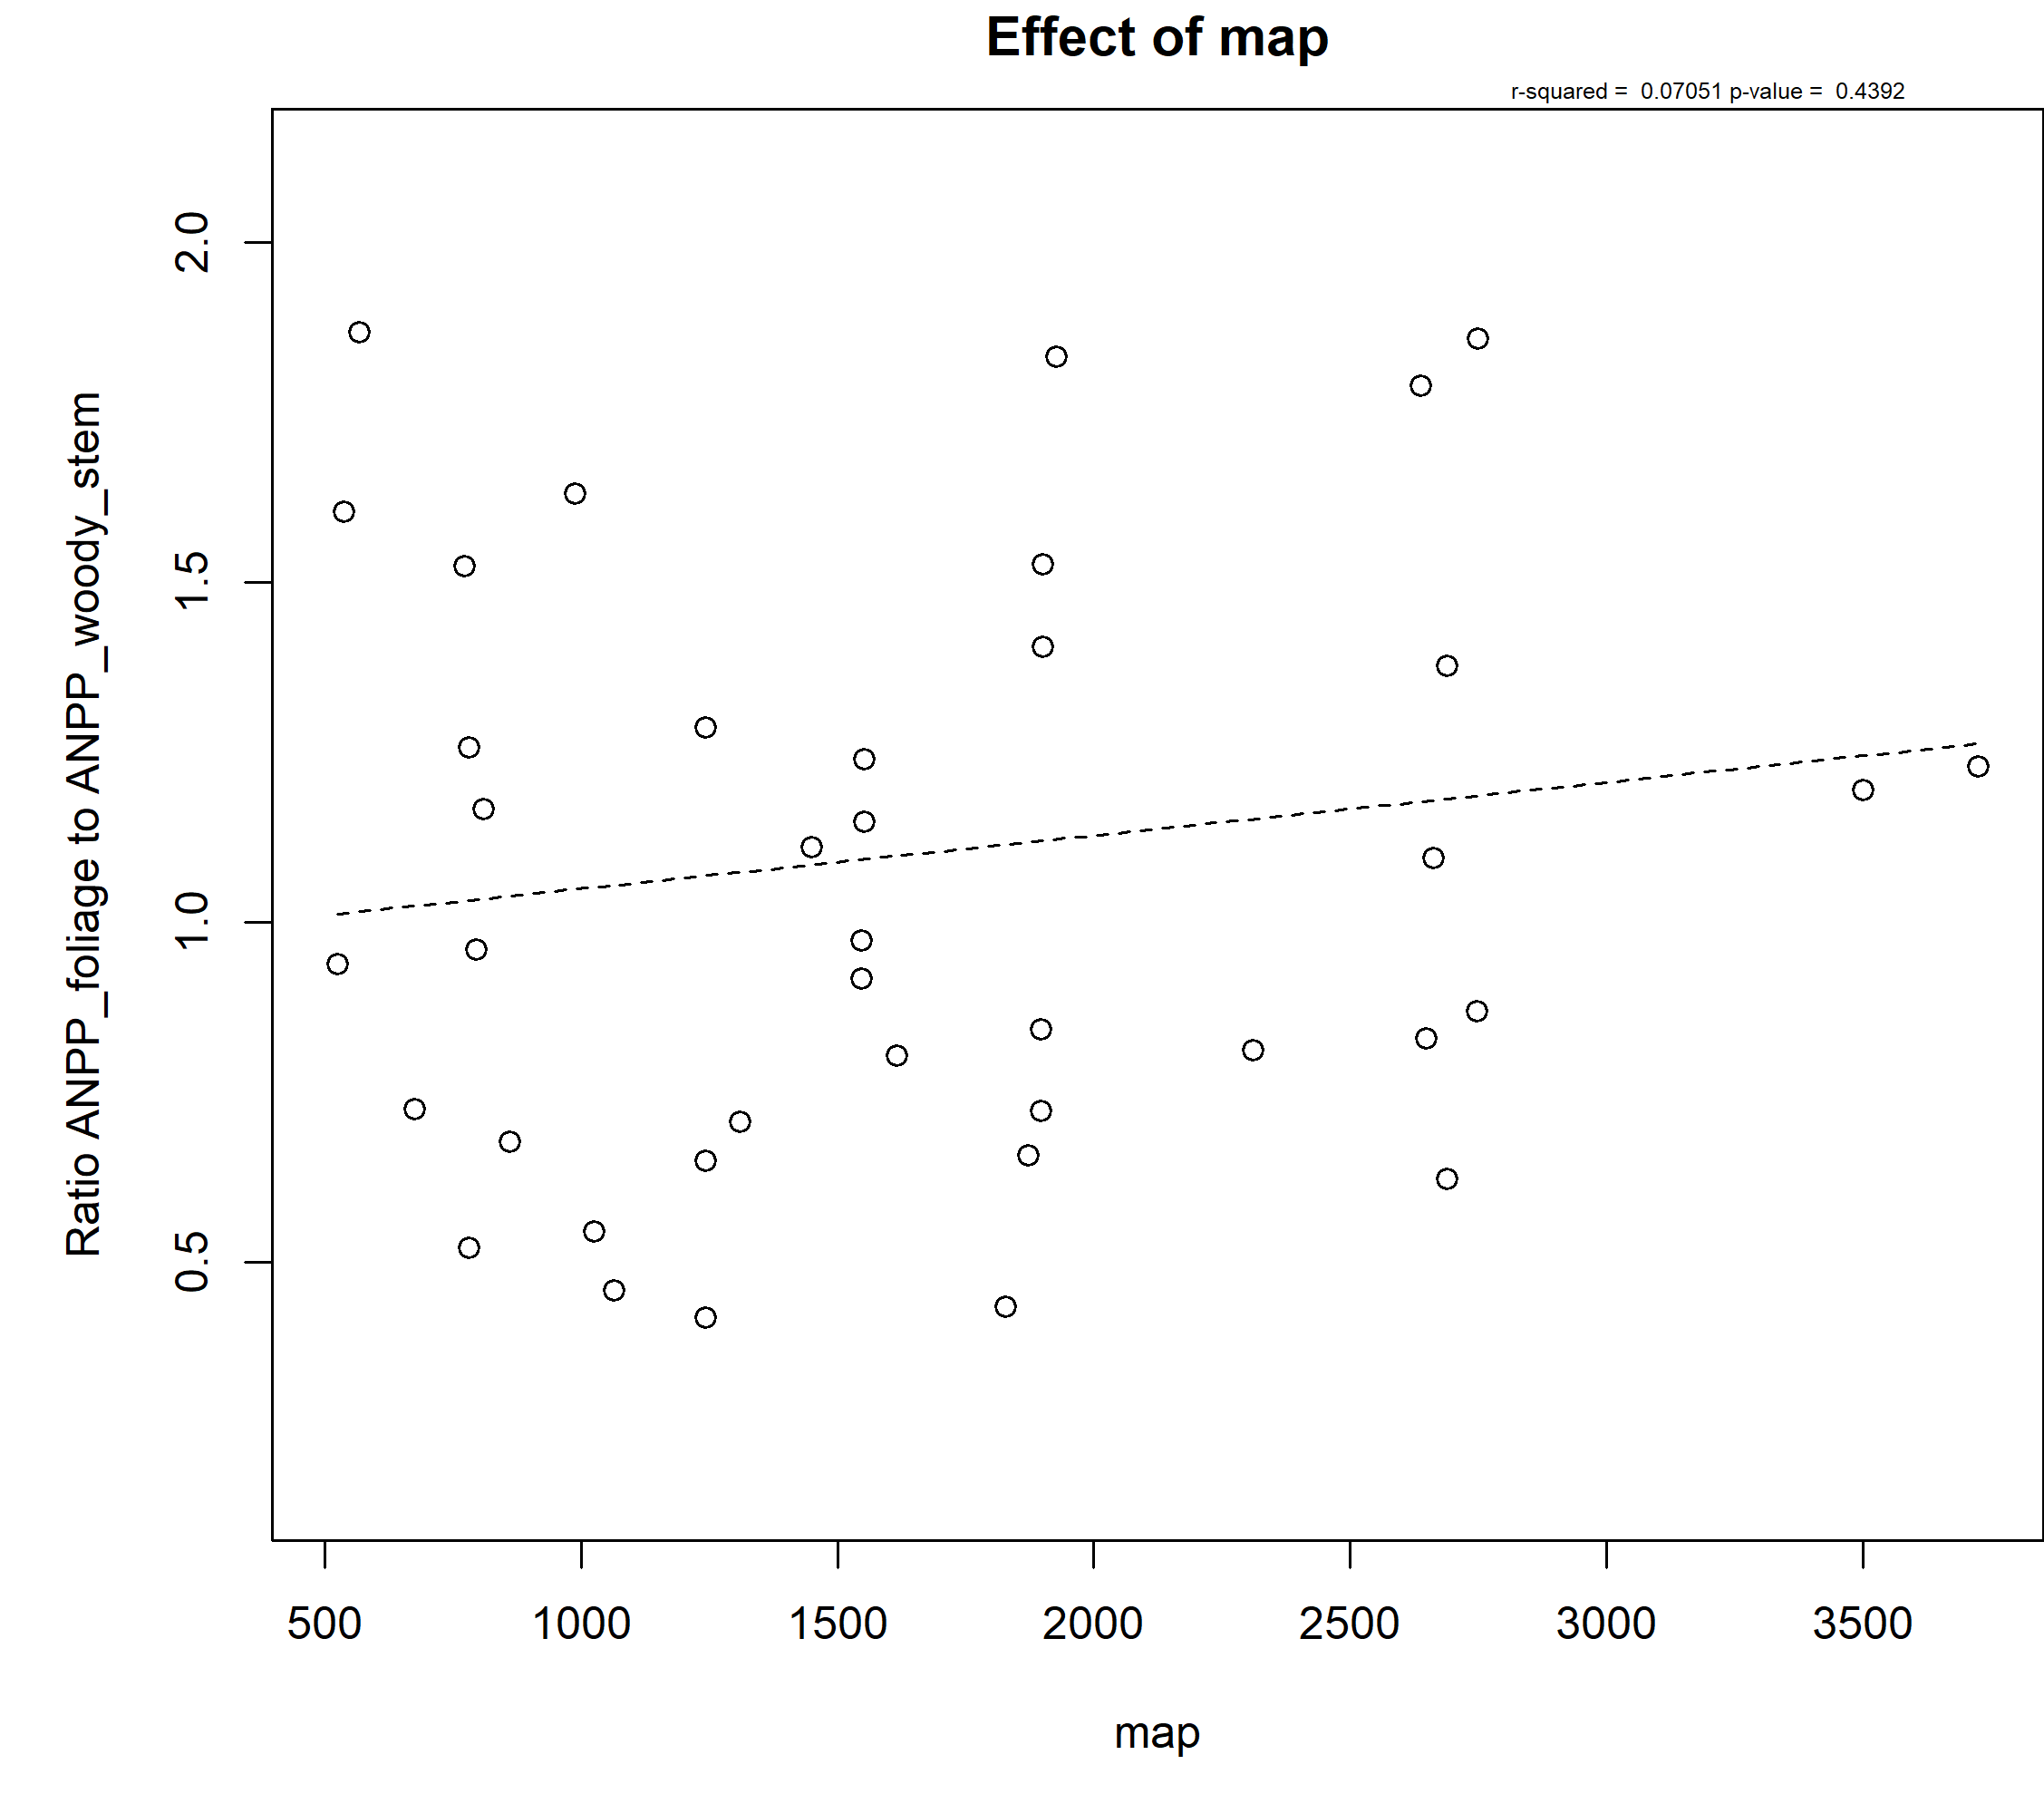 Effect of map
r-squared =  0.07051 p-value =  0.4392
Ratio ANPP_foliage to ANPP_woody_stem
2.0
1.5
1.0
0.5
500 1000 1500 2000 2500 3000 3500
map